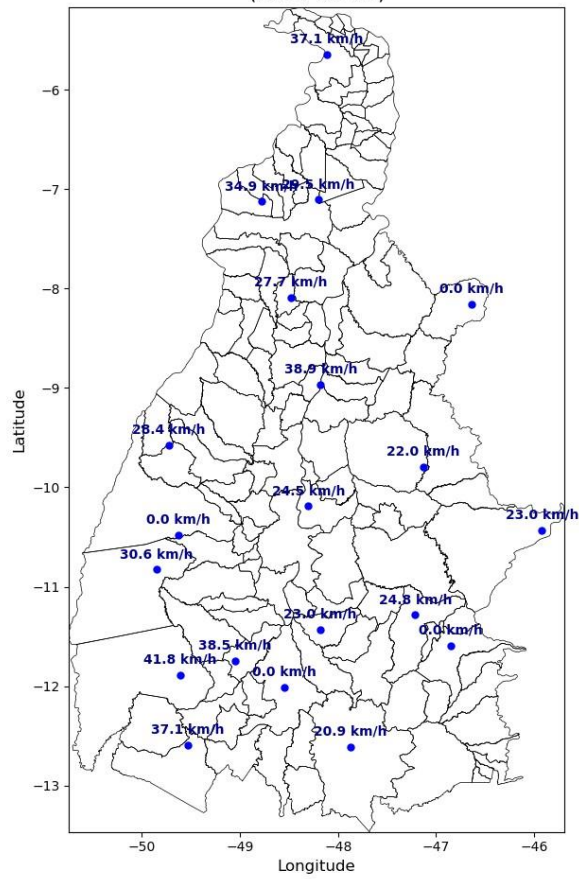 37.1 km/h
−6
34.9 km/h
29.5 km/h
−7
27.7 km/h
0.0 km/h
−8
38.9 km/h
−9
28.4 km/h
22.0 km/h
24.5 km/h
−10
0.0 km/h
23.0 km/h
30.6 km/h
−11
24.8 km/h
23.0 km/h
0.0 km/h
38.5 km/h
41.8 km/h
0.0 km/h
−12
37.1 km/h
20.9 km/h
−13
Latitude
−50
−49
−48
−47
−46
Longitude